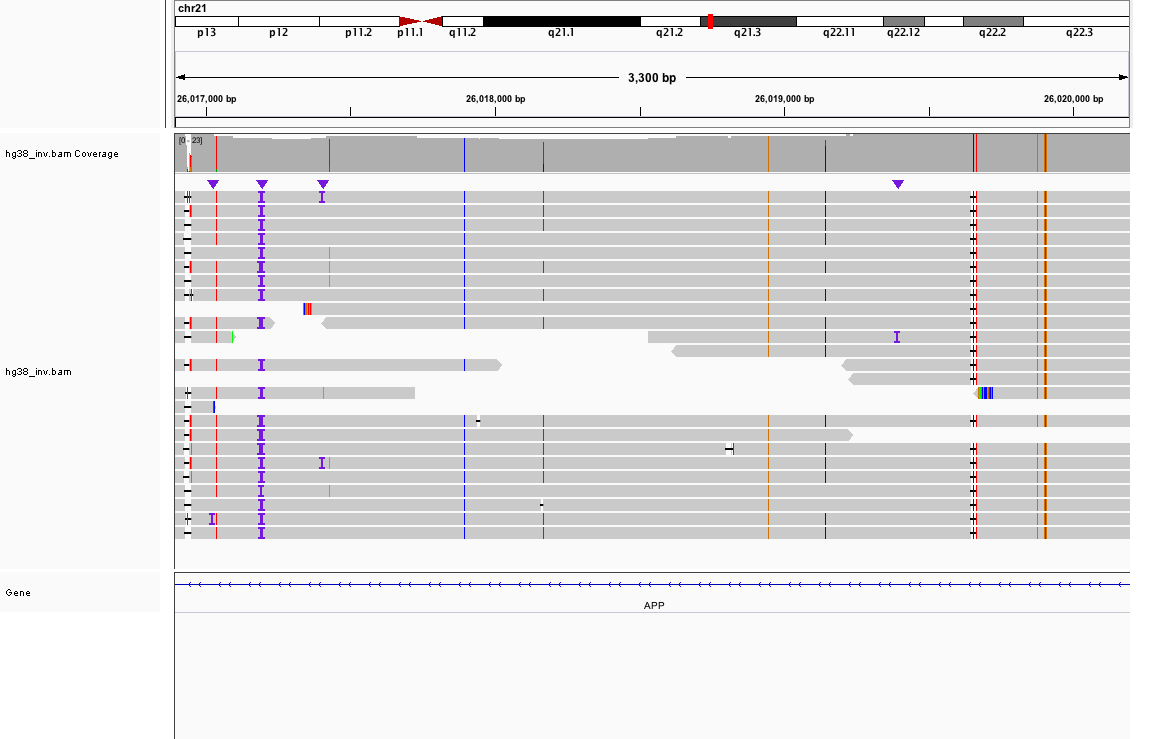 chr21
p13 p12 p11.2 p11.1 q11.2 q21.1 q21.2 q21.3 q22.11 q22.12 q22.2 q22.3
3,300 bp
26,017,000 bp 26,018,000 bp 26,019,000 bp 26,020,000 bp
[0 - 23]
hg38_inv.bam Coverage
hg38_inv.bam
Gene
APP